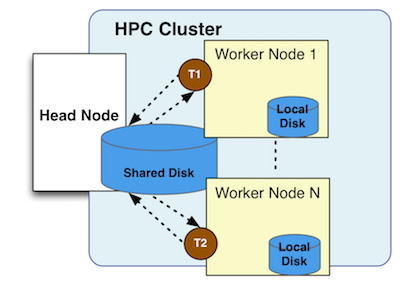 HPC Cluster
Worker Node 1
T1
Head Node
Local
Disk
Shared Disk
Worker Node N
T2
Local
Disk